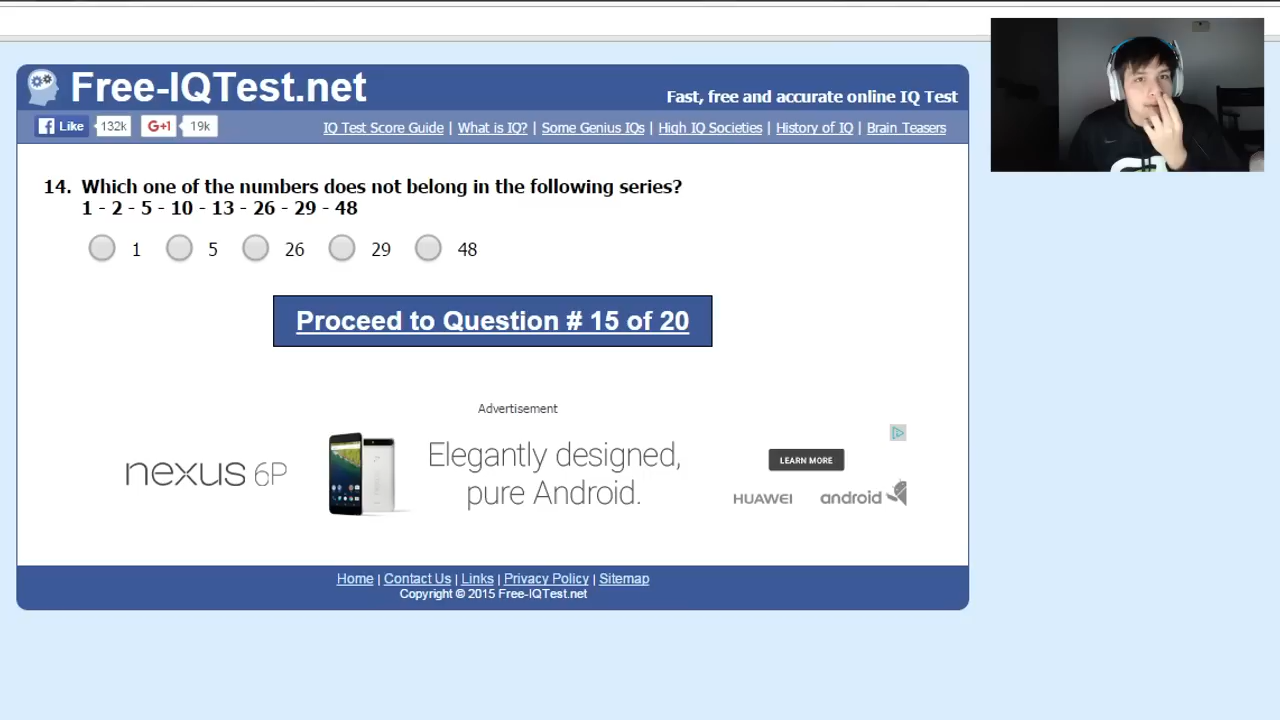 Free-IQTest.net
Fast, free and accurate online IQ Test
Like 132k G+1 19k
IQ Test Score Guide | What is IQ? | Some Genius IQs | High IQ Societies | History of IQ | Brain Teasers
14. Which one of the numbers does not belong in the following series?
1 - 2 - 5 - 10 - 13 - 26 - 29 - 48
1 5 26 29 48
Proceed to Question # 15 of 20
Advertisement
nexus 6P
Elegantly designed,
pure Android.
LEARN MORE
HUAWEI android
Home | Contact Us | Links | Privacy Policy | Sitemap
Copyright © 2015 Free-IQTest.net